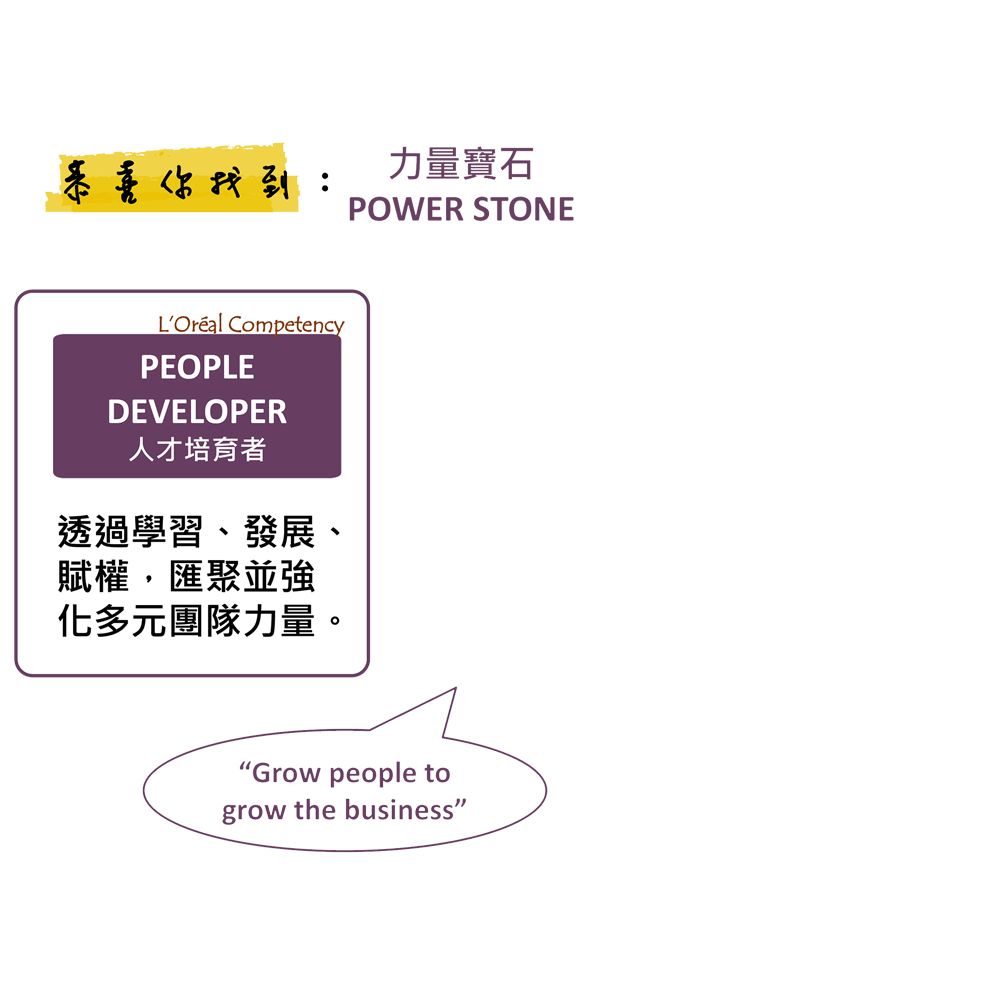 恭喜你找到：
力量寶石
POWER STONE
L’Oréal Competency
PEOPLE
DEVELOPER
人才培育者
透過學習、發展、
賦權，匯聚並強
化多元團隊力量。
“Grow people to
grow the business”